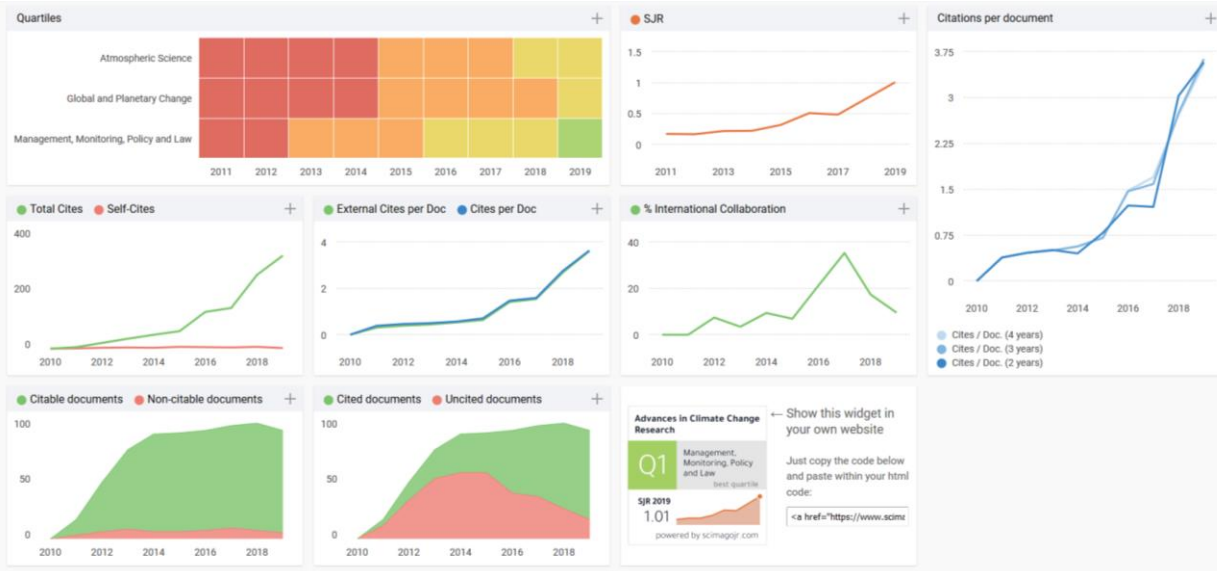 Quartiles +
Atmospheric Science
Global and Planetary Change
Management, Monitoring, Policy and Law
2011 2012 2013 2014 2015 2016 2017 2018 2019
SJR +
1.5
1
0.5
0
2011 2013 2015 2017 2019
Citations per document +
3.75
3
2.25
1.5
0.75
0
2010 2012 2014 2016 2018
Cites / Doc. (4 years)
Cites / Doc. (3 years)
Cites / Doc. (2 years)
Total Cites Self-Cites +
400
200
0
2010 2012 2014 2016 2018
External Cites per Doc Cites per Doc +
4
2
0
2010 2012 2014 2016 2018
% International Collaboration +
40
20
0
2010 2012 2014 2016 2018
Citable documents Non-citable documents +
100
50
0
2010 2012 2014 2016 2018
Cited documents Uncited documents +
100
50
0
2010 2012 2014 2016 2018
Advances in Climate Change
Research
Q1
Management,
Monitoring, Policy
and Law
best quartile
SJR 2019
1.01
powered by scimagojr.com
← Show this widget in
your own website
Just copy the code below
and paste within your html
code:
<a href="https://www.scima